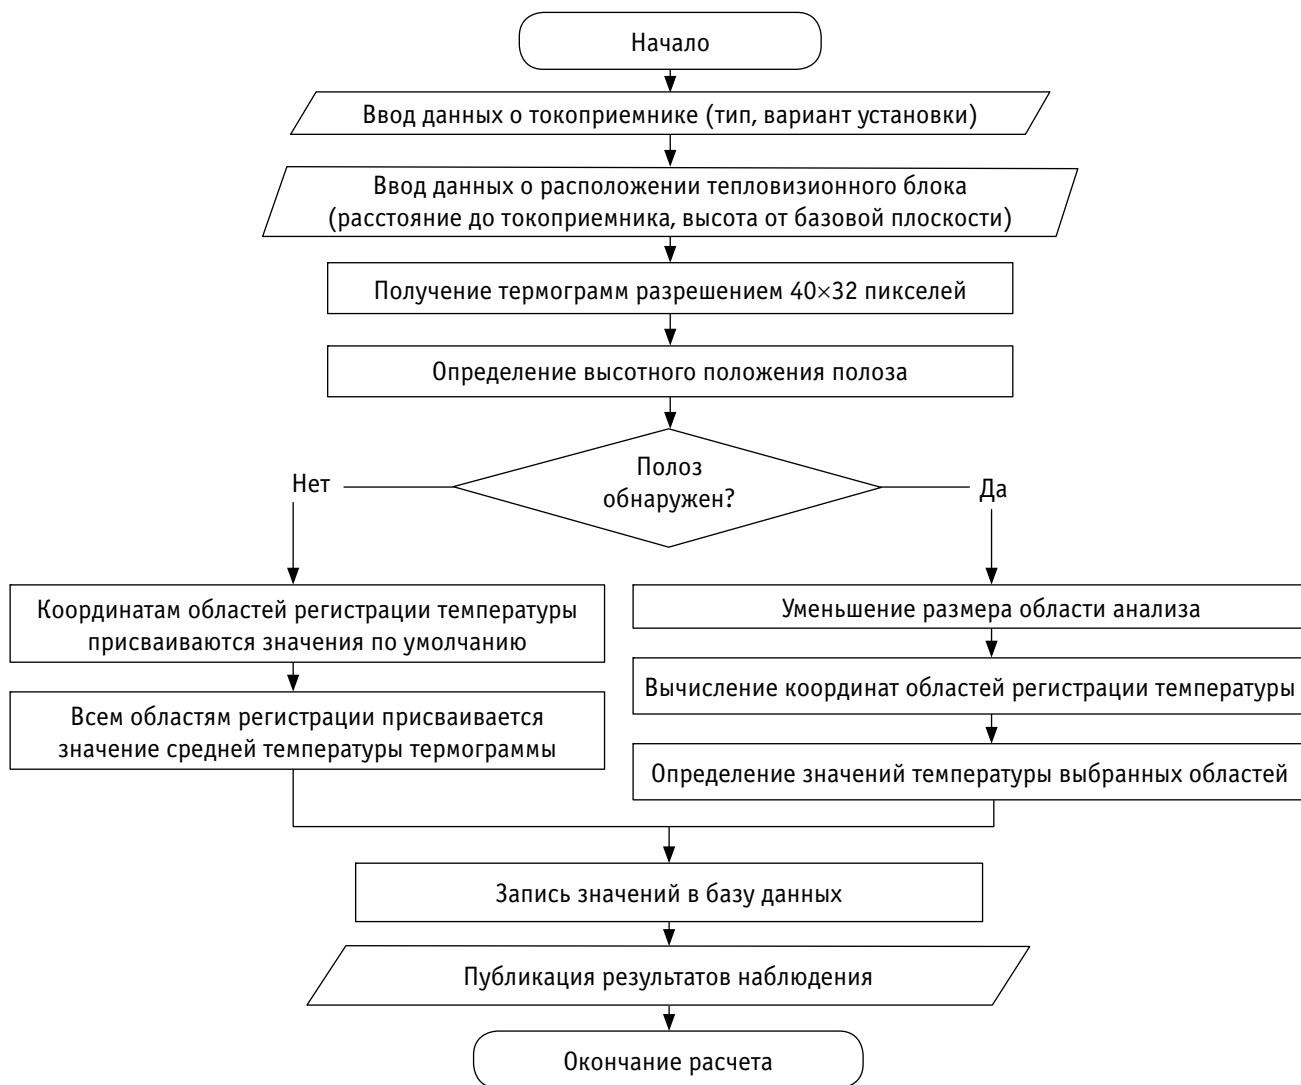 Начало
Ввод данных о токоприемнике (тип, вариант установки)
Ввод данных о расположении тепловизионного блока
(расстояние до токоприемника, высота от базовой плоскости)
Получение термограмм разрешением 40×32 пикселей
Определение высотного положения полоза
Полоз
обнаружен?
Нет
Да
Координатам областей регистрации температуры
присваиваются значения по умолчанию
Всем областям регистрации присваивается
значение средней температуры термограммы
Уменьшение размера области анализа
Вычисление координат областей регистрации температуры
Определение значений температуры выбранных областей
Запись значений в базу данных
Публикация результатов наблюдения
Окончание расчета